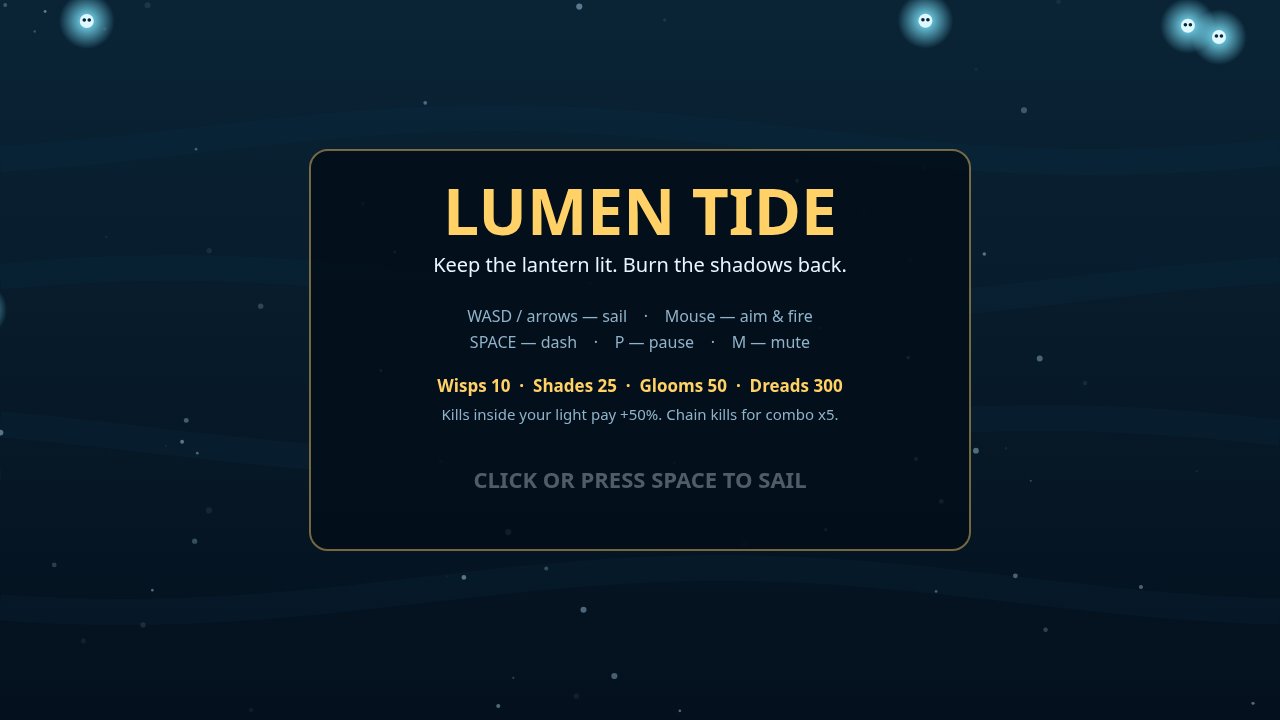 LUMEN TIDE
Keep the lantern lit. Burn the shadows back.
WASD / arrows — sail · Mouse — aim & fire
SPACE — dash · P — pause · M — mute
Wisps 10 · Shades 25 · Glooms 50 · Dreads 300
Kills inside your light pay +50%. Chain kills for combo x5.
CLICK OR PRESS SPACE TO SAIL